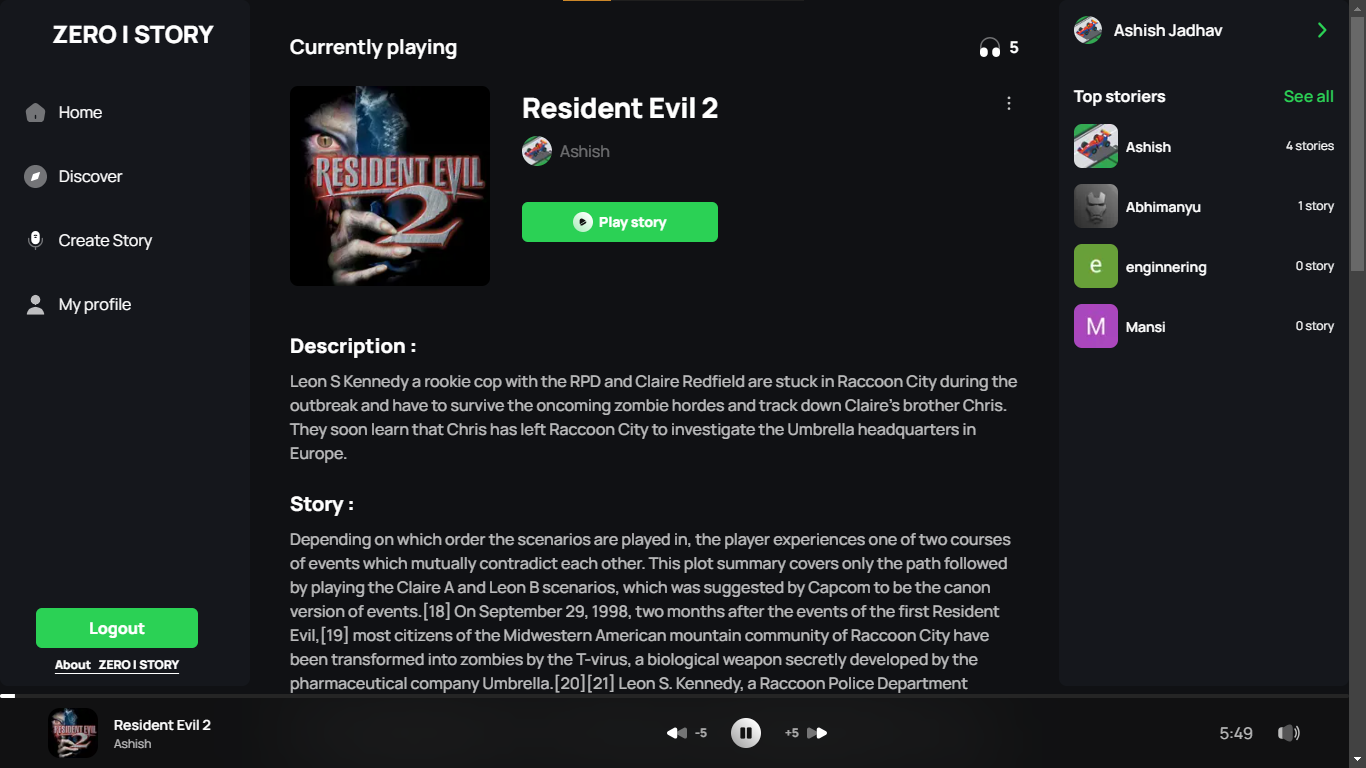 ZERO I STORY
Home
Discover
Create Story
My profile
Logout
About ZERO I STORY
Currently playing
5
RESIDENT EVIL
2
Resident Evil 2
Ashish
Play story
Description :
Leon S Kennedy a rookie cop with the RPD and Claire Redfield are stuck in Raccoon City during the
outbreak and have to survive the oncoming zombie hordes and track down Claire's brother Chris.
They soon learn that Chris has left Raccoon City to investigate the Umbrella headquarters in
Europe.
Story :
Depending on which order the scenarios are played in, the player experiences one of two courses
of events which mutually contradict each other. This plot summary covers only the path followed
by playing the Claire A and Leon B scenarios, which was suggested by Capcom to be the canon
version of events.[18] On September 29, 1998, two months after the events of the first Resident
Evil,[19] most citizens of the Midwestern American mountain community of Raccoon City have
been transformed into zombies by the T-virus, a biological weapon secretly developed by the
pharmaceutical company Umbrella.[20][21] Leon S. Kennedy, a Raccoon Police Department
Ashish Jadhav
Top storiers See all
Ashish 4 stories
Abhimanyu 1 story
e enginnering 0 story
M Mansi 0 story
RESIDENT EVIL
2
Resident Evil 2
Ashish
-5 +5
5:49